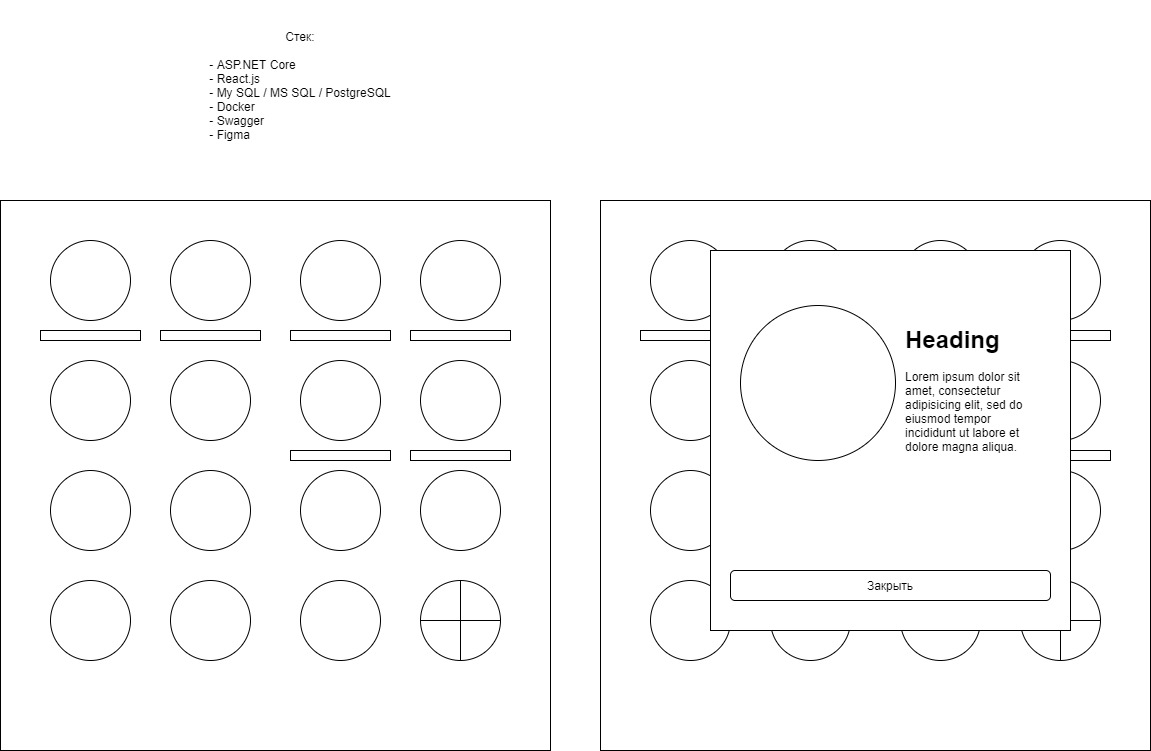 Стек:
- ASP.NET Core
- React.js
- My SQL / MS SQL / PostgreSQL
- Docker
- Swagger
- Figma
Heading
Lorem ipsum dolor sit
amet, consectetur
adipisicing elit, sed do
eiusmod tempor
incididunt ut labore et
dolore magna aliqua.
Закрыть